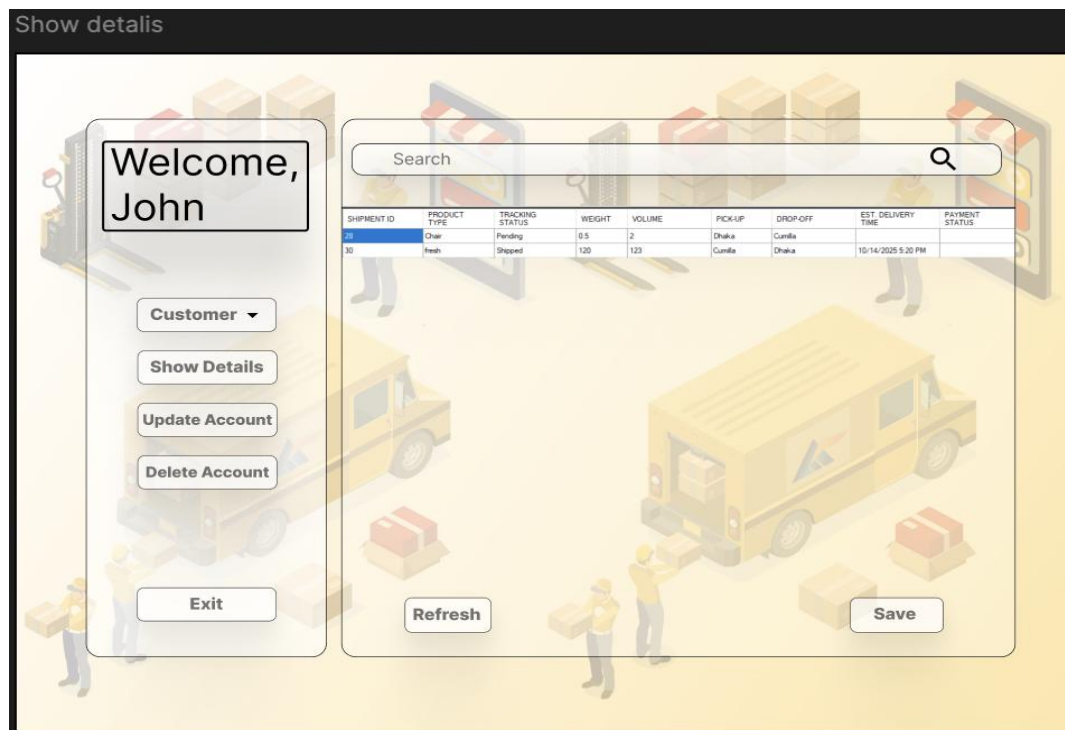 Show detalis
Welcome,
John
Customer
Show Details
Update Account
Delete Account
Exit
Search
SHIPMENT ID PRODUCT TYPE TRACKING STATUS WEIGHT VOLUME PICK-UP DROP-OFF EST. DELIVERY TIME PAYMENT STATUS
28 Chair Pending 0.5 2 Dhaka Cumilla
30 fresh Shipped 120 123 Cumilla Dhaka 10/14/2025 5:20 PM
Refresh Save